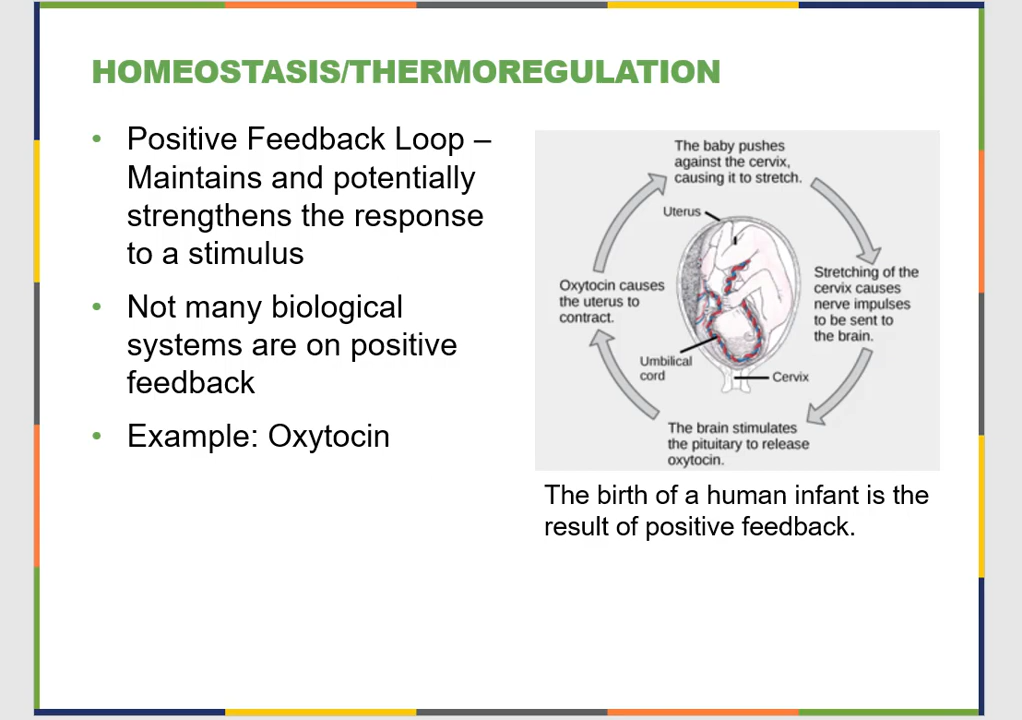 HOMEOSTASIS/THERMOREGULATION
• Positive Feedback Loop –
Maintains and potentially
strengthens the response
to a stimulus
• Not many biological
systems are on positive
feedback
• Example: Oxytocin
The baby pushes
against the cervix,
causing it to stretch.
Uterus
Stretching of the
cervix causes
nerve impulses
to be sent to
the brain.
Oxytocin causes
the uterus to
contract.
Umbilical
cord
Cervix
The brain stimulates
the pituitary to release
oxytocin.
The birth of a human infant is the
result of positive feedback.